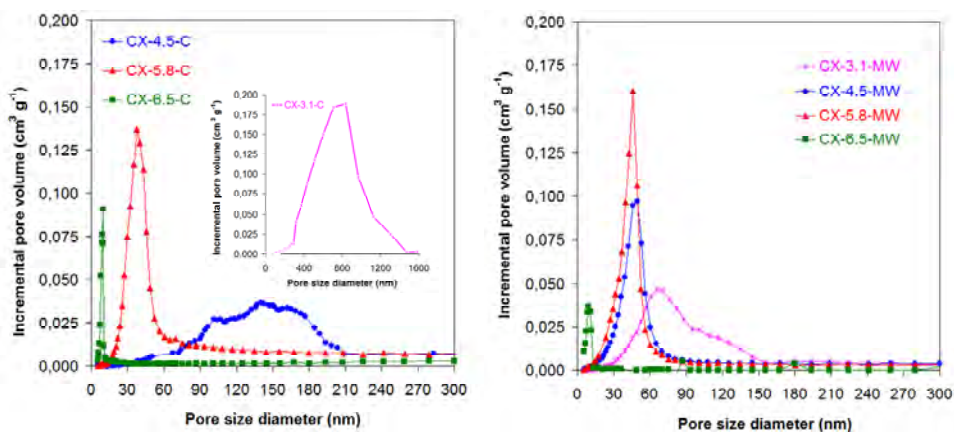 0,200
0,175
0,150
0,125
0,100
0,075
0,050
0,025
0,000
Incremental pore volume (cm³ g⁻¹)
CX-4.5-C
CX-5.8-C
CX-6.5-C
0 30 60 90 120 150 180 210 240 270 300
Pore size diameter (nm)
0,200
0,175
0,150
0,125
0,100
0,075
0,050
0,025
0,000
Incremental pore volume (cm³ g⁻¹)
CX-3.1-C
0 400 800 1200 1600
Pore size diameter (nm)
0,200
0,175
0,150
0,125
0,100
0,075
0,050
0,025
0,000
Incremental pore volume (cm³ g⁻¹)
CX-3.1-MW
CX-4.5-MW
CX-5.8-MW
CX-6.5-MW
0 30 60 90 120 150 180 210 240 270 300
Pore size diameter (nm)